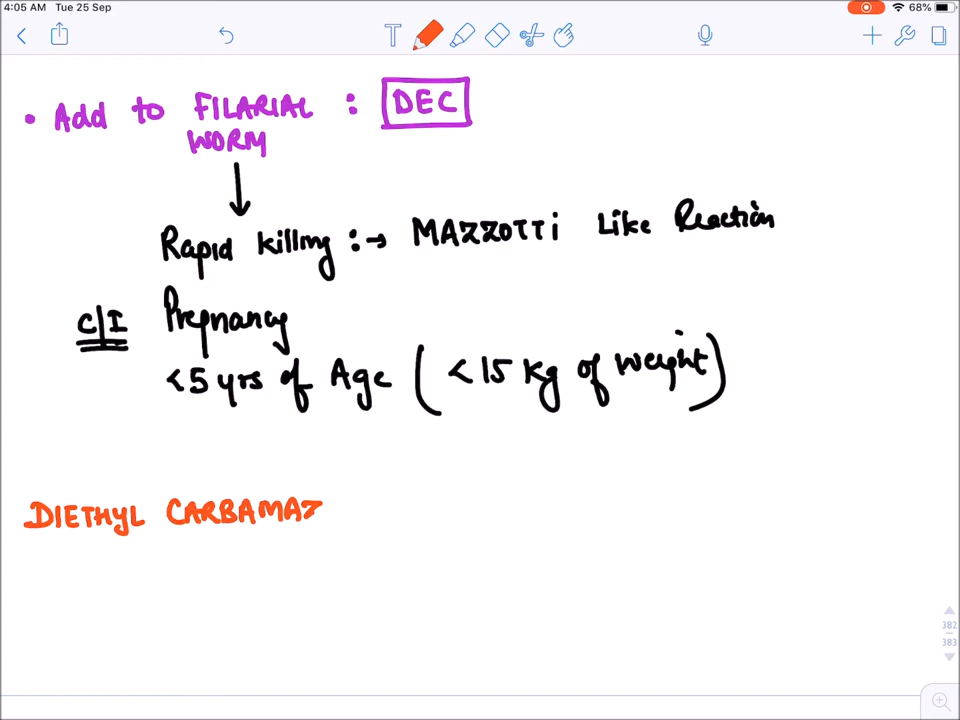 4:05 AM Tue 25 Sep 68%
T
• Add to FILARIAL : DEC
WORM
Rapid killing :→ MAZZOTTi Like Reaction
C/I Pregnancy
<5 yrs of Age ( <15 Kg of Weight )
DIETHYL CARBAMAZ
382
383